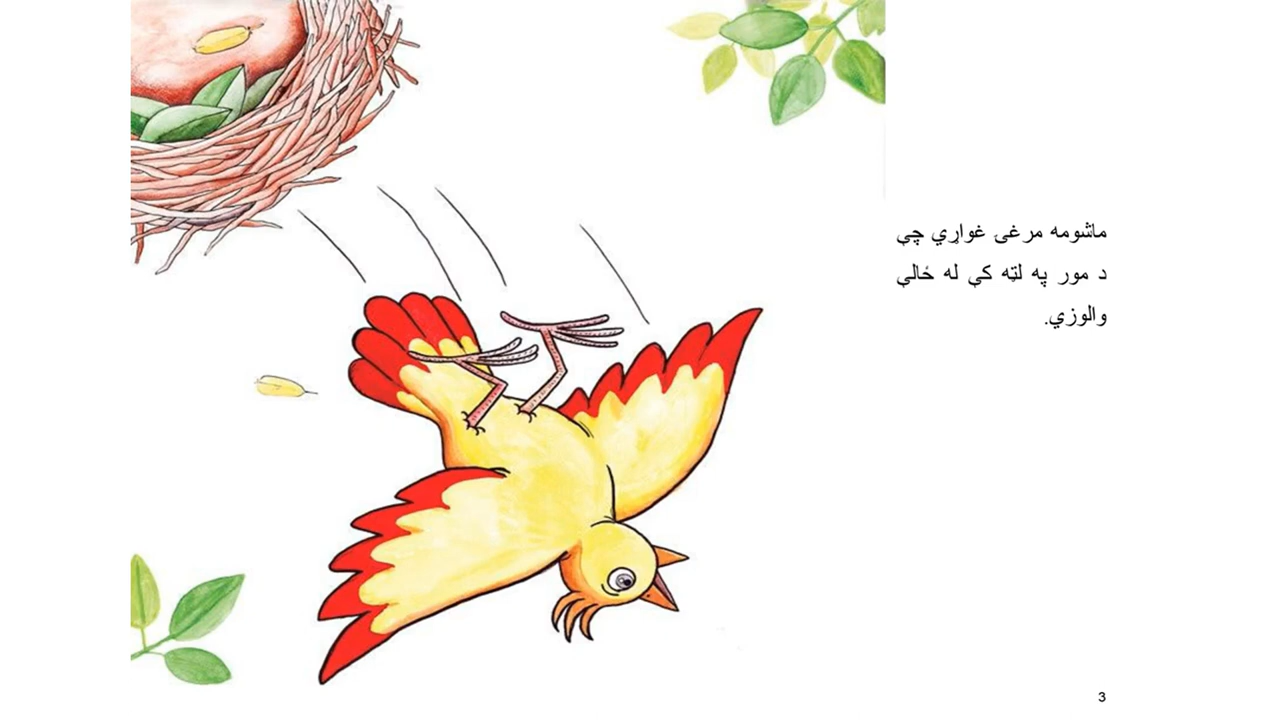 ماشومه مرغۍ غواړي چې
د مور په لټه کې له ځالې
والوزي.
3